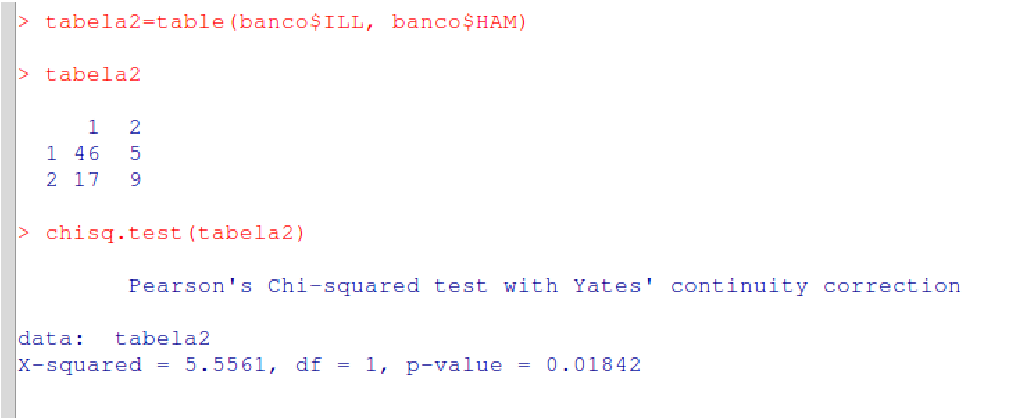 > tabela2=table(banco$ILL, banco$HAM)
> tabela2
1 2
1 46 5
2 17 9
> chisq.test(tabela2)
Pearson's Chi-squared test with Yates' continuity correction
data: tabela2
X-squared = 5.5561, df = 1, p-value = 0.01842